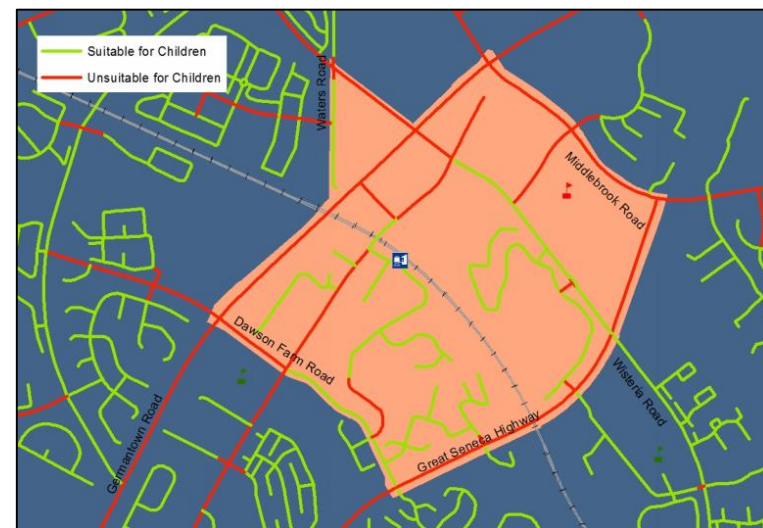 Suitable for Children
Unsuitable for Children
Waters Road
Middlebrook Road
Dawson Farm Road
Wisteria Road
Great Seneca Highway
Germantown Road